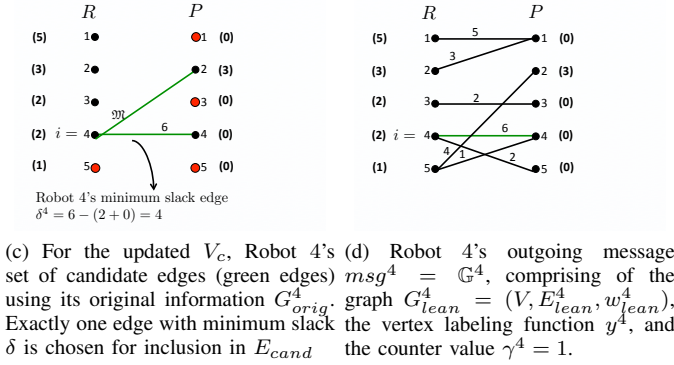 R P
(5) 1 1 (0)
(3) 2 2 (3)
(2) 3 3 (0)
𝔐
(2) i = 4 6 4 (0)
(1) 5 5 (0)
Robot 4's minimum slack edge
δ⁴ = 6 − (2 + 0) = 4
(c) For the updated V_c, Robot 4's
set of candidate edges (green edges)
using its original information G⁴_orig.
Exactly one edge with minimum slack
δ is chosen for inclusion in E_cand
R P
(5) 1 5 1 (0)
(3) 2 3 2 (3)
(2) 3 2 3 (0)
(2) i = 4 6 4 (0)
4 1 2
(1) 5 5 (0)
(d) Robot 4's outgoing message
msg⁴ = 𝔾⁴, comprising of the
graph G⁴_lean = (V, E⁴_lean, w⁴_lean),
the vertex labeling function y⁴, and
the counter value γ⁴ = 1.